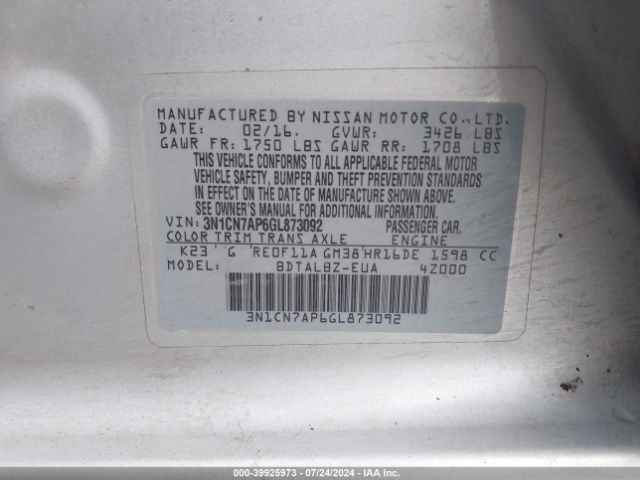 MANUFACTURED BY NISSAN MOTOR CO., LTD.
DATE: 02/16. GVWR: 3426 LBS
GAWR FR: 1750 LBS GAWR RR: 1708 LBS
THIS VEHICLE CONFORMS TO ALL APPLICABLE FEDERAL MOTOR
VEHICLE SAFETY, BUMPER AND THEFT PREVENTION STANDARDS
IN EFFECT ON THE DATE OF MANUFACTURE SHOWN ABOVE.
SEE OWNER'S MANUAL FOR ADDITIONAL INFORMATION.
VIN: 3N1CN7AP6GL873092 PASSENGER CAR.
COLOR TRIM TRANS AXLE ENGINE
K23 G RE0F11A GM38 HR16DE 1598 CC
BDTALBZ-EUA 4Z000
3N1CN7AP6GL873092
000-39925973 / 07/24/2024 - IAA Inc.